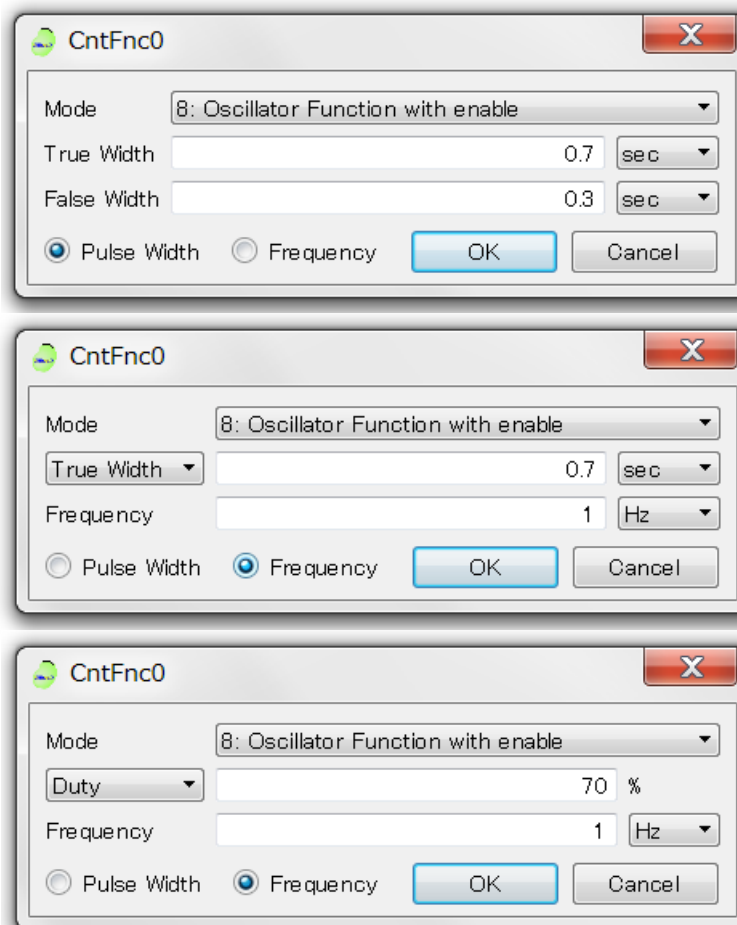 CntFnc0
X
Mode 8: Oscillator Function with enable
True Width 0.7 sec
False Width 0.3 sec
Pulse Width Frequency OK Cancel
CntFnc0
X
Mode 8: Oscillator Function with enable
True Width 0.7 sec
Frequency 1 Hz
Pulse Width Frequency OK Cancel
CntFnc0
X
Mode 8: Oscillator Function with enable
Duty 70 %
Frequency 1 Hz
Pulse Width Frequency OK Cancel